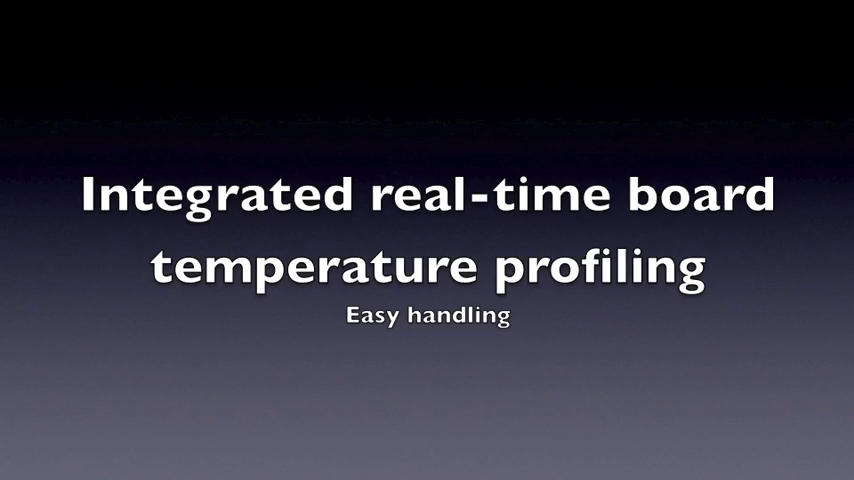 Integrated real-time board
temperature profiling
Easy handling